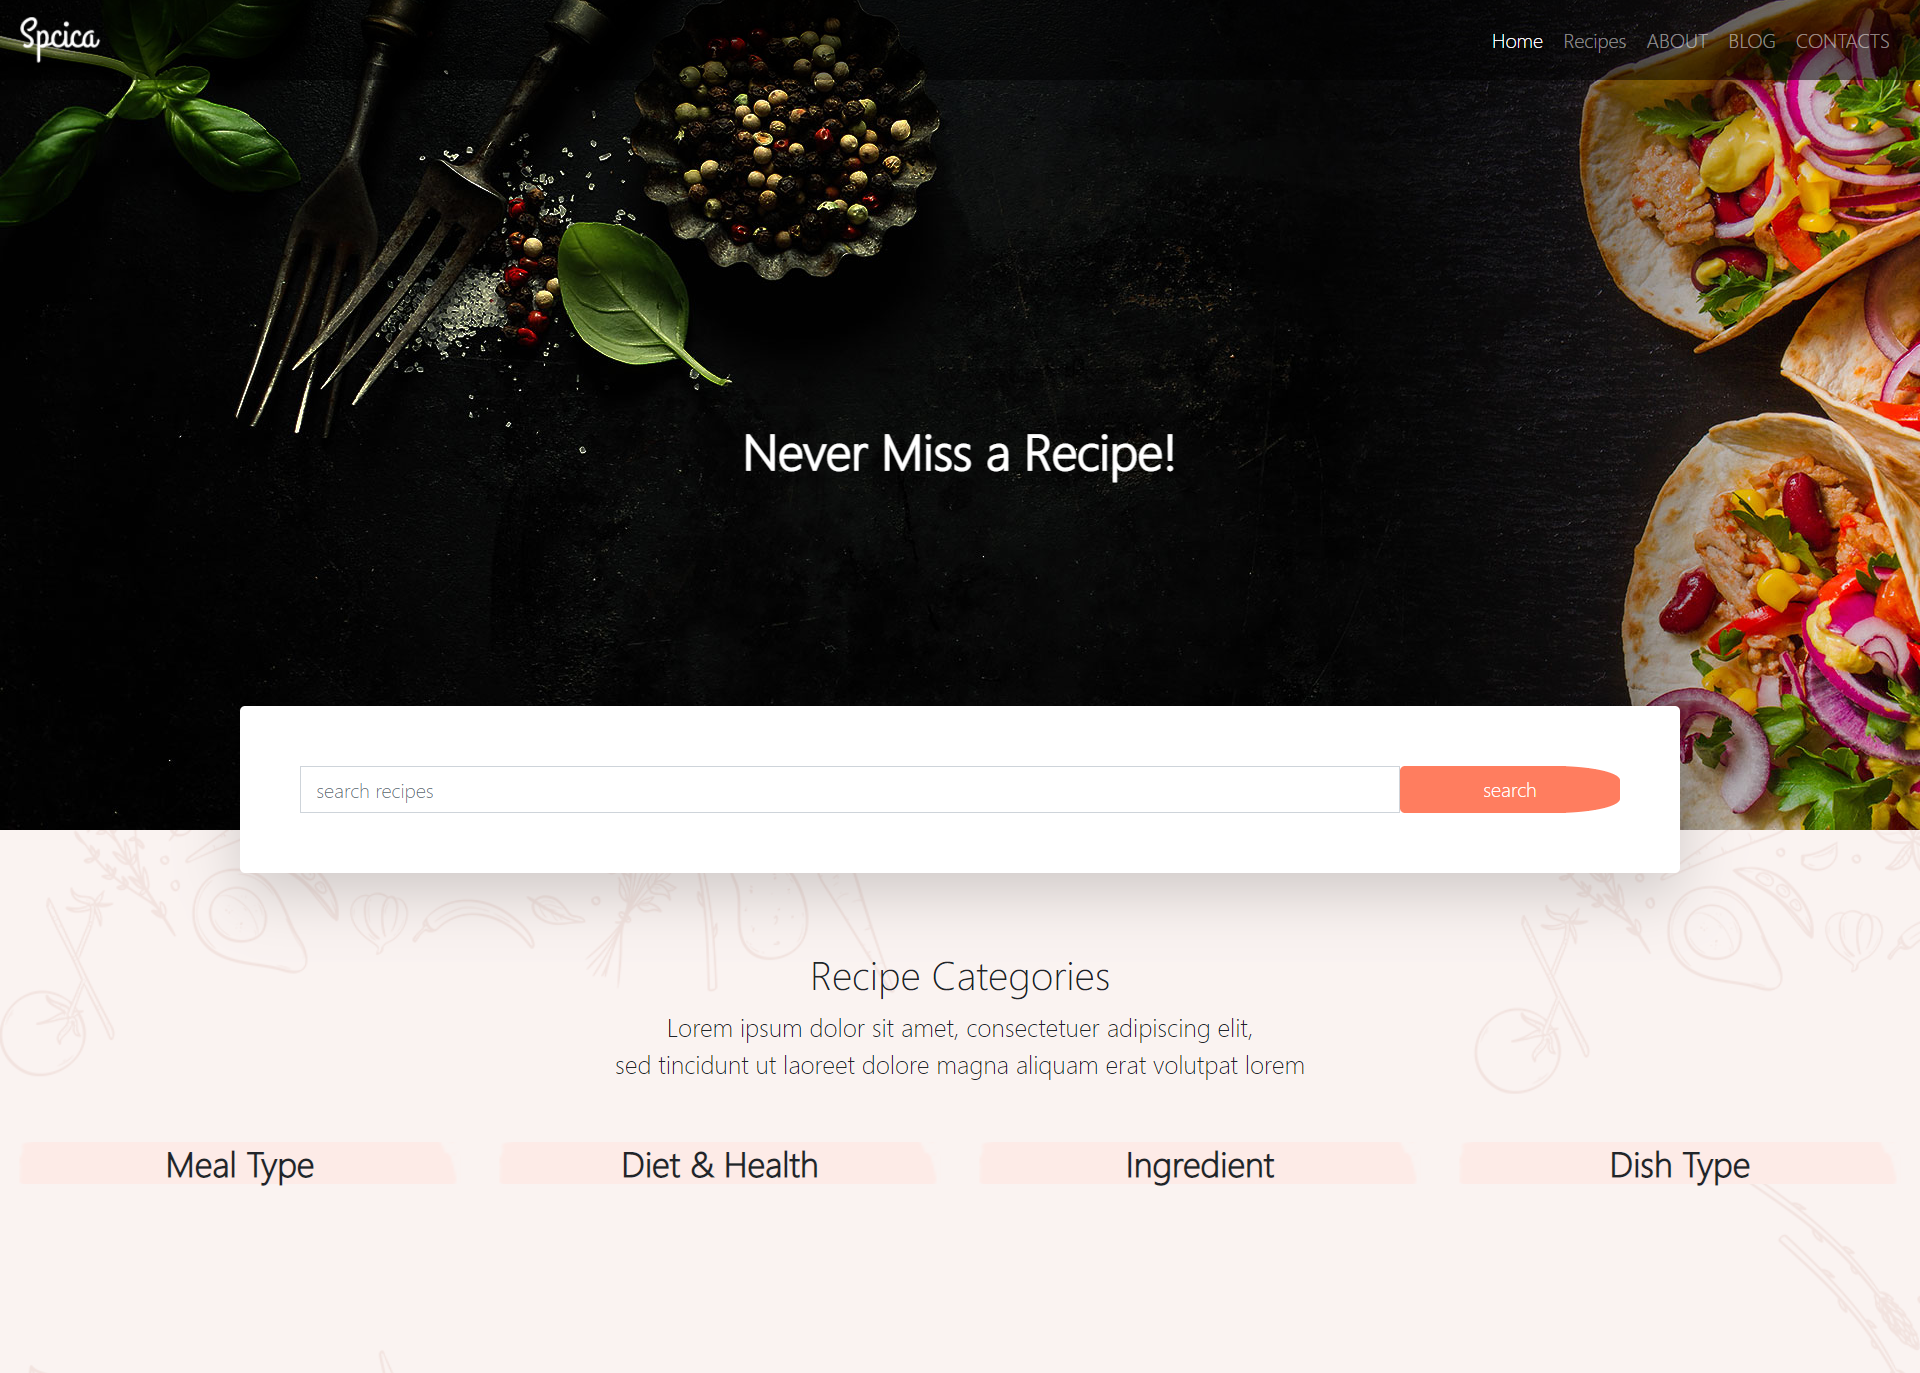 Spcica
Home Recipes ABOUT BLOG CONTACTS
Never Miss a Recipe!
search recipes
search
Recipe Categories
Lorem ipsum dolor sit amet, consectetuer adipiscing elit,
sed tincidunt ut laoreet dolore magna aliquam erat volutpat lorem
Meal Type
Diet & Health
Ingredient
Dish Type